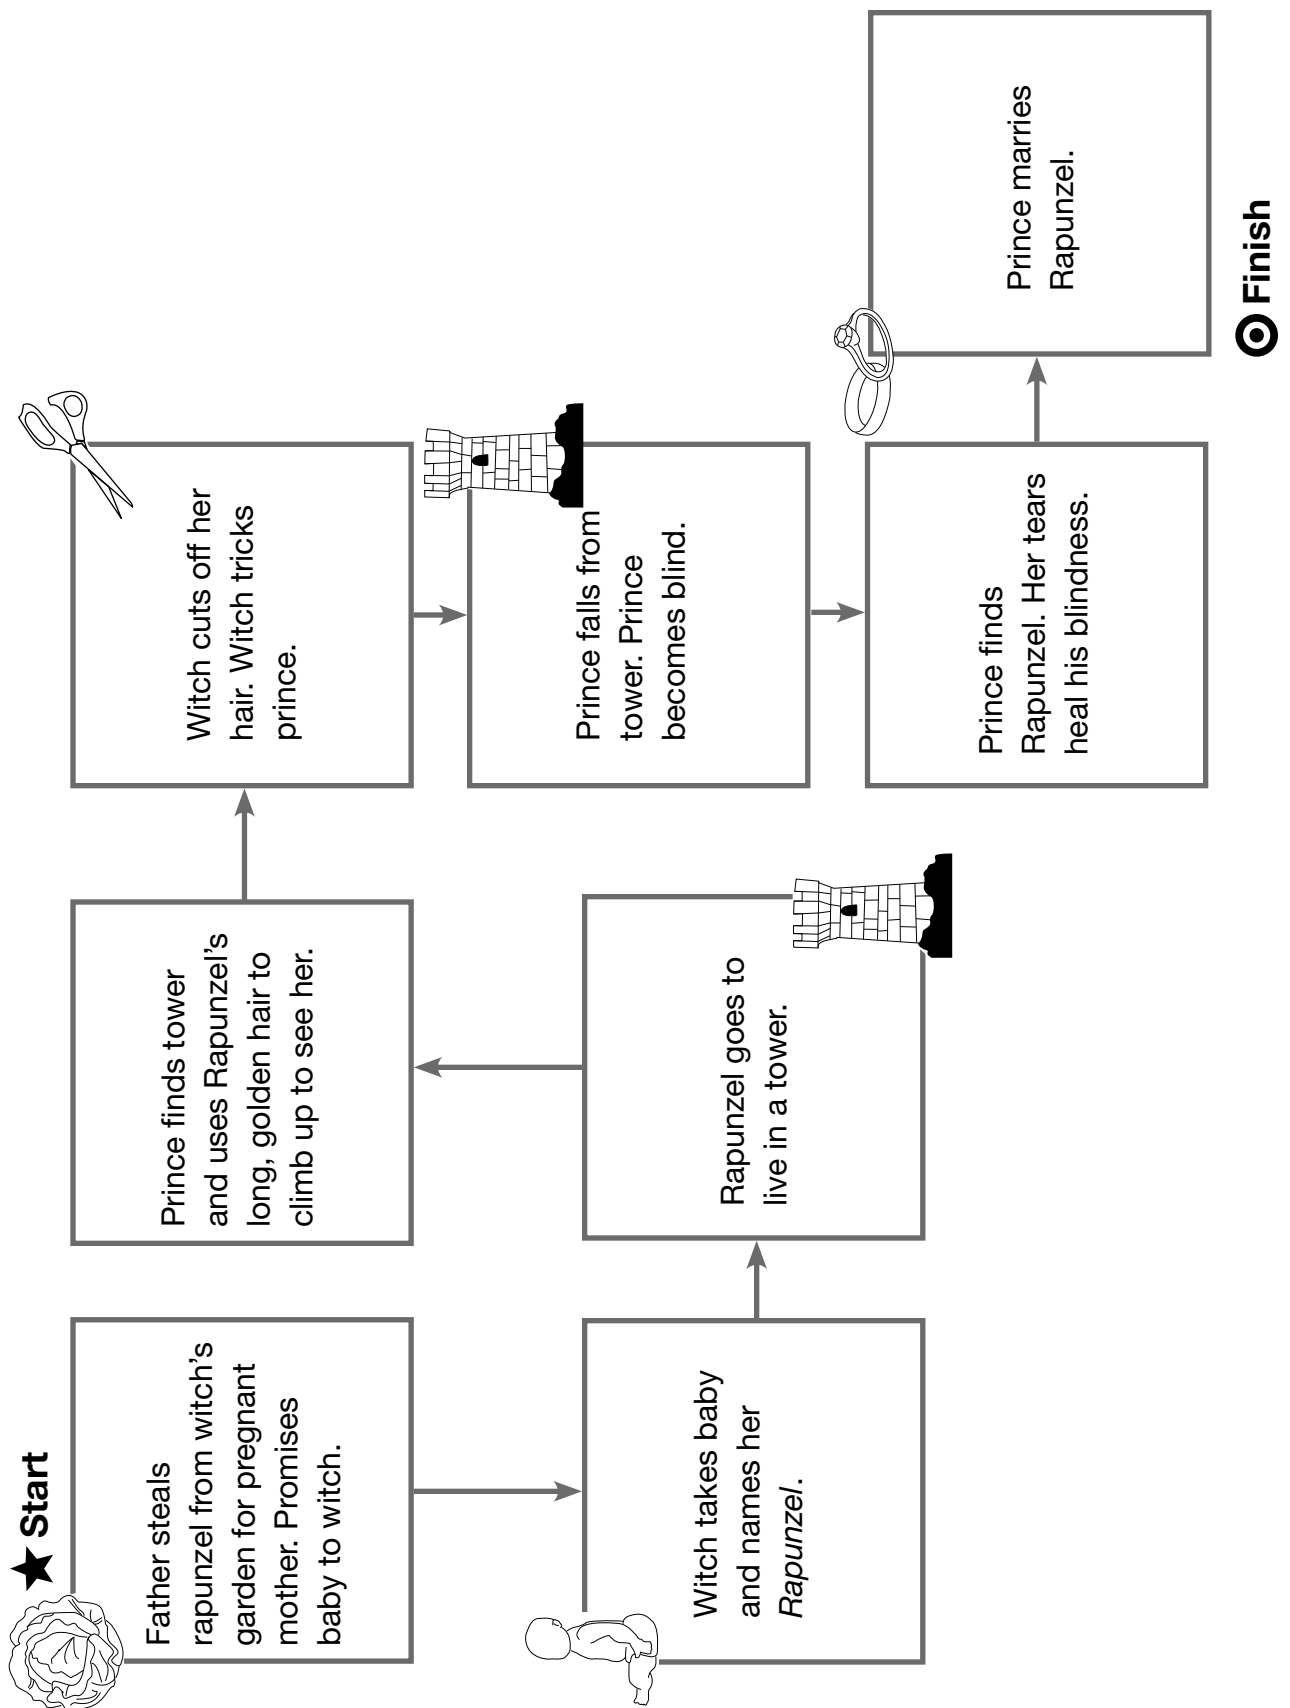 Start
Father steals
rapunzel from witch's
garden for pregnant
mother. Promises
baby to witch.
Witch takes baby
and names her
Rapunzel.
Rapunzel goes to
live in a tower.
Prince finds tower
and uses Rapunzel's
long, golden hair to
climb up to see her.
Witch cuts off her
hair. Witch tricks
prince.
Prince falls from
tower. Prince
becomes blind.
Prince finds
Rapunzel. Her tears
heal his blindness.
Prince marries
Rapunzel.
Finish